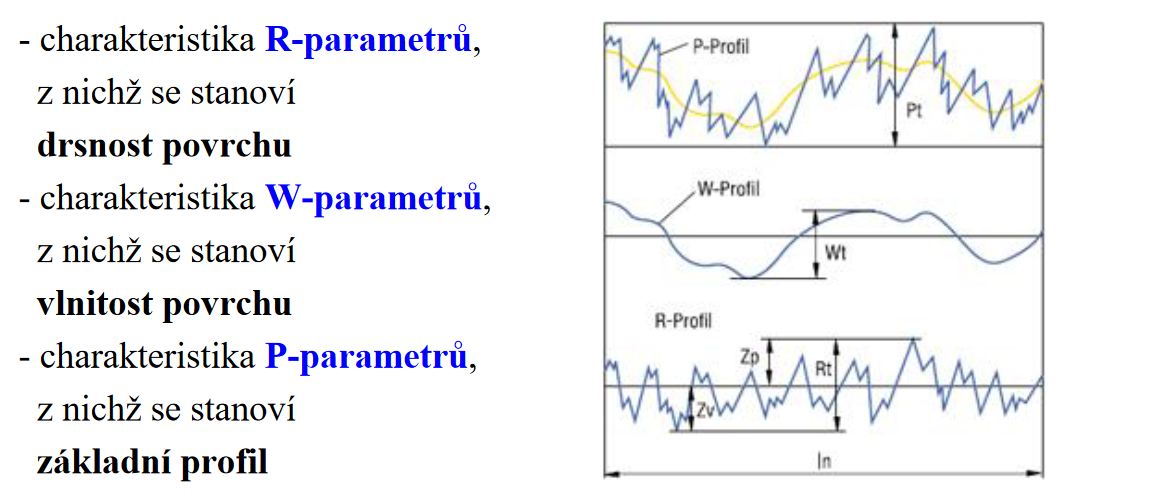 - charakteristika R-parametrů,
z nichž se stanoví
drsnost povrchu
- charakteristika W-parametrů,
z nichž se stanoví
vlnitost povrchu
- charakteristika P-parametrů,
z nichž se stanoví
základní profil
P-Profil
Pt
W-Profil
Wt
R-Profil
Zp
Rt
Zv
ln